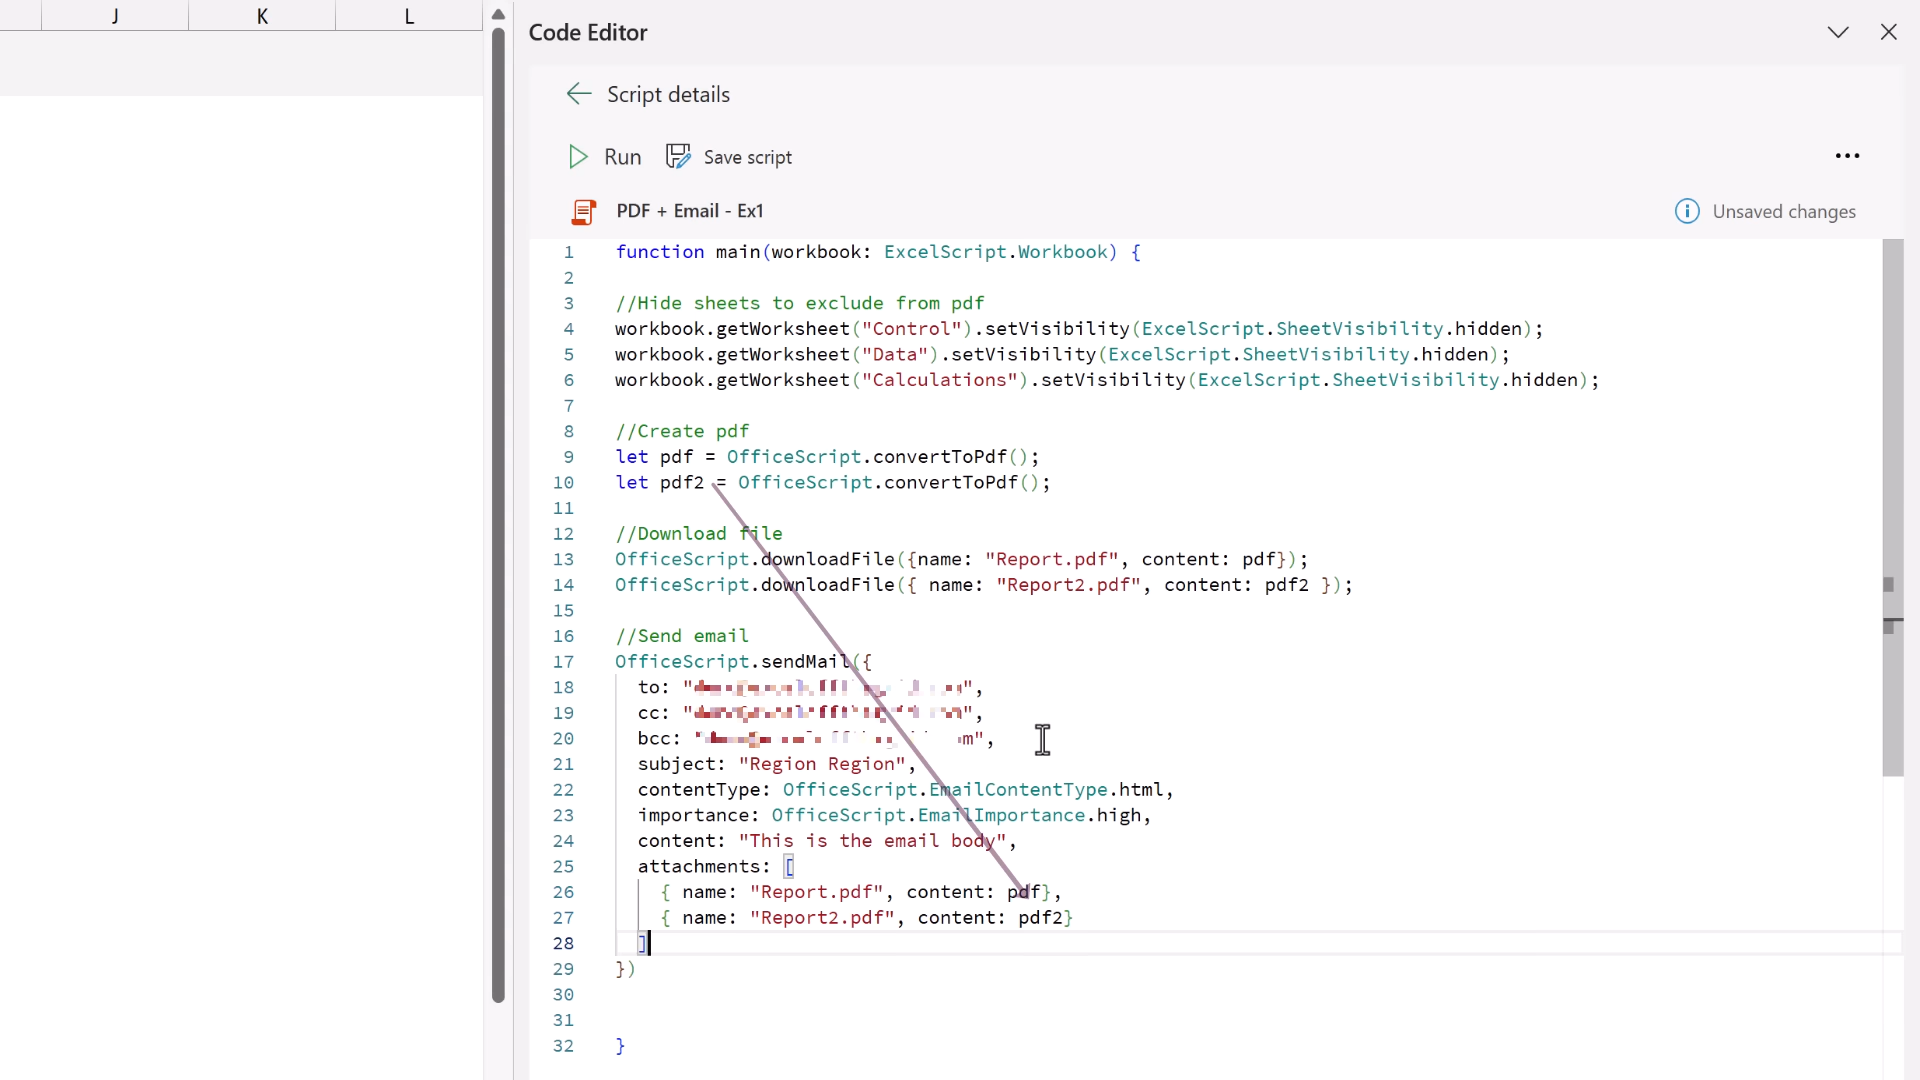 J K L
Code Editor
Script details
Run Save script
PDF + Email - Ex1 Unsaved changes
1 function main(workbook: ExcelScript.Workbook) {
2
3 //Hide sheets to exclude from pdf
4 workbook.getWorksheet("Control").setVisibility(ExcelScript.SheetVisibility.hidden);
5 workbook.getWorksheet("Data").setVisibility(ExcelScript.SheetVisibility.hidden);
6 workbook.getWorksheet("Calculations").setVisibility(ExcelScript.SheetVisibility.hidden);
7
8 //Create pdf
9 let pdf = OfficeScript.convertToPdf();
10 let pdf2 = OfficeScript.convertToPdf();
11
12 //Download file
13 OfficeScript.downloadFile({name: "Report.pdf", content: pdf});
14 OfficeScript.downloadFile({ name: "Report2.pdf", content: pdf2 });
15
16 //Send email
17 OfficeScript.sendMail({
18 to: "",
19 cc: "",
20 bcc: "m",
21 subject: "Region Region",
22 contentType: OfficeScript.EmailContentType.html,
23 importance: OfficeScript.EmailImportance.high,
24 content: "This is the email body",
25 attachments: [
26 { name: "Report.pdf", content: pdf},
27 { name: "Report2.pdf", content: pdf2}
28 ]
29 })
30
31
32 }